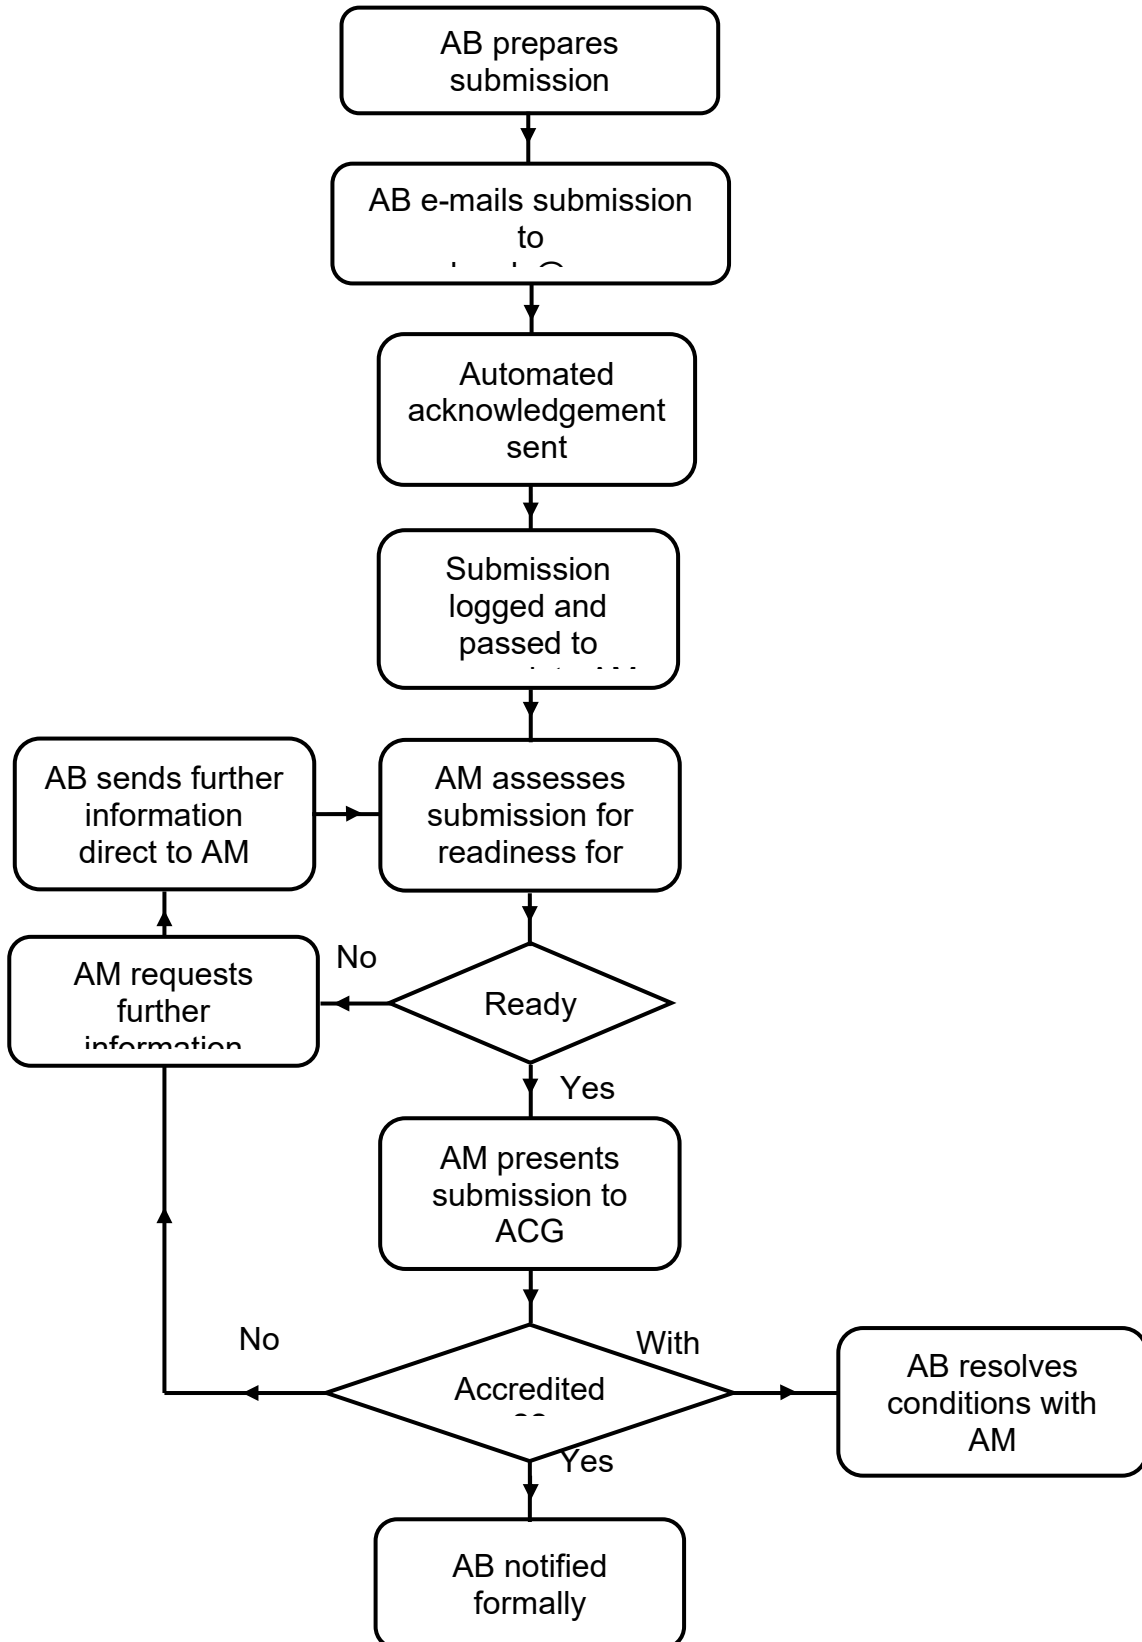 AB prepares
submission
AB e-mails submission
to
Automated
acknowledgement
sent
Submission
logged and
passed to
AB sends further
information
direct to AM
AM assesses
submission for
readiness for
No
AM requests
further
information
Ready
Yes
AM presents
submission to
ACG
No
With
Accredited
AB resolves
conditions with
AM
Yes
AB notified
formally